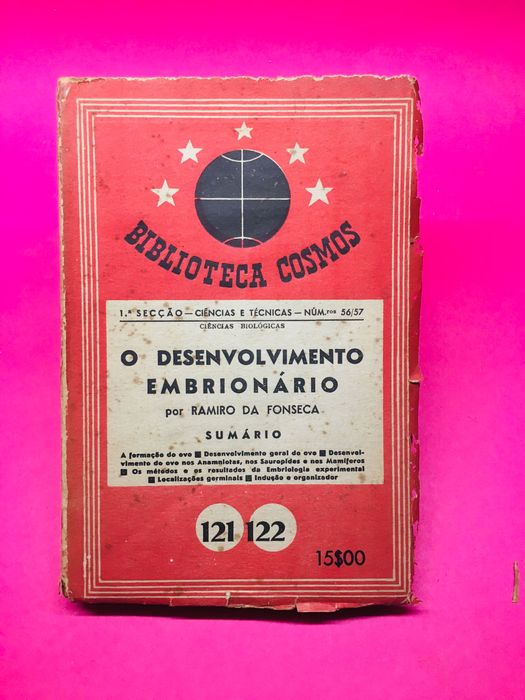 BIBLIOTECA COSMOS
1.ª SECÇÃO — CIÊNCIAS E TÉCNICAS — NÚM.ros 56/57
CIÊNCIAS BIOLÓGICAS
O DESENVOLVIMENTO
EMBRIONÁRIO
por RAMIRO DA FONSECA
SUMÁRIO
A formação do ovo ■ Desenvolvimento geral do ovo ■ Desenvol-
vimento do ovo nos Anamniotas, nos Sauropidas e nos Mamíferos
■ Os métodos e os resultados da Embriologia experimental
■ Localizações germinais ■ Indução e organizador
121 122
15$00